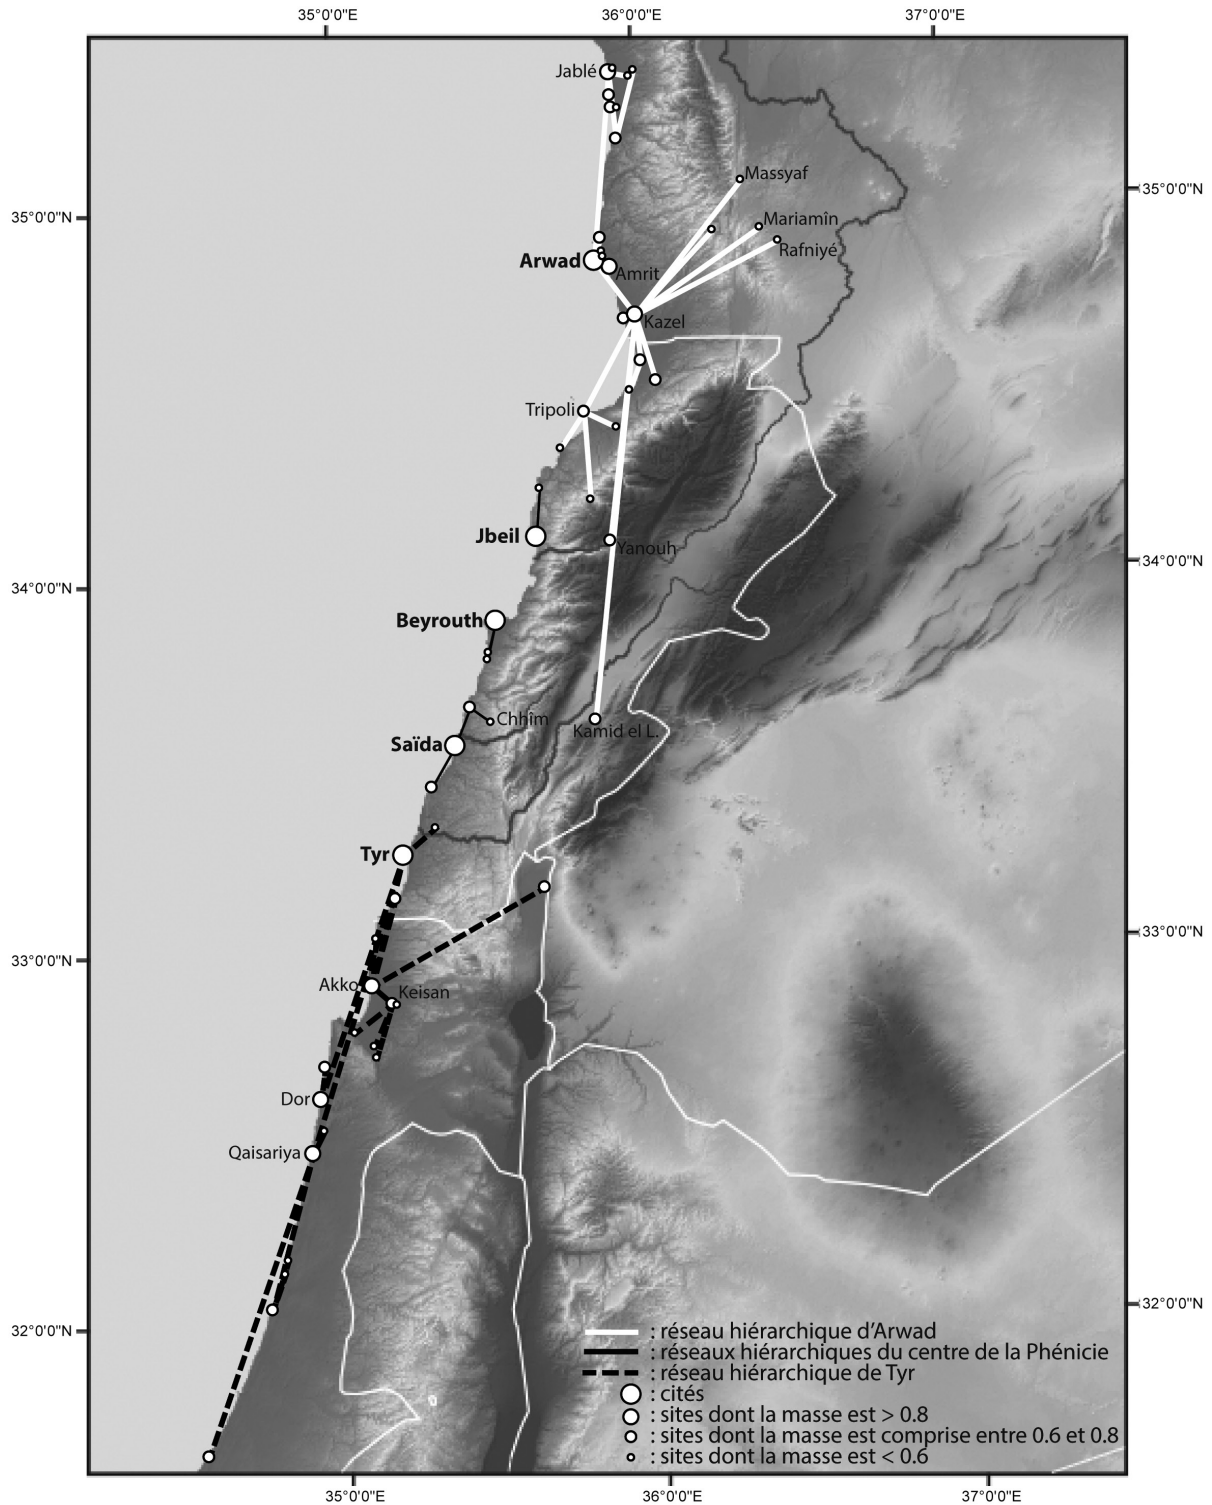 35°0'0"E 36°0'0"E 37°0'0"E
Jablé
Massyaf
35°0'0"N
Mariamîn
35°0'0"N
Rafniyé
Arwad
Amrit
Kazel
Tripoli
Jbeil
Yanouh
34°0'0"N
34°0'0"N
Beyrouth
Chhîm
Kamid el L.
Saïda
Tyr
33°0'0"N
33°0'0"N
Akko
Keisan
Dor
Qaisariya
32°0'0"N
32°0'0"N
: réseau hiérarchique d'Arwad
: réseaux hiérarchiques du centre de la Phénicie
: réseau hiérarchique de Tyr
: cités
: sites dont la masse est > 0.8
: sites dont la masse est comprise entre 0.6 et 0.8
: sites dont la masse est < 0.6
35°0'0"E 36°0'0"E 37°0'0"E